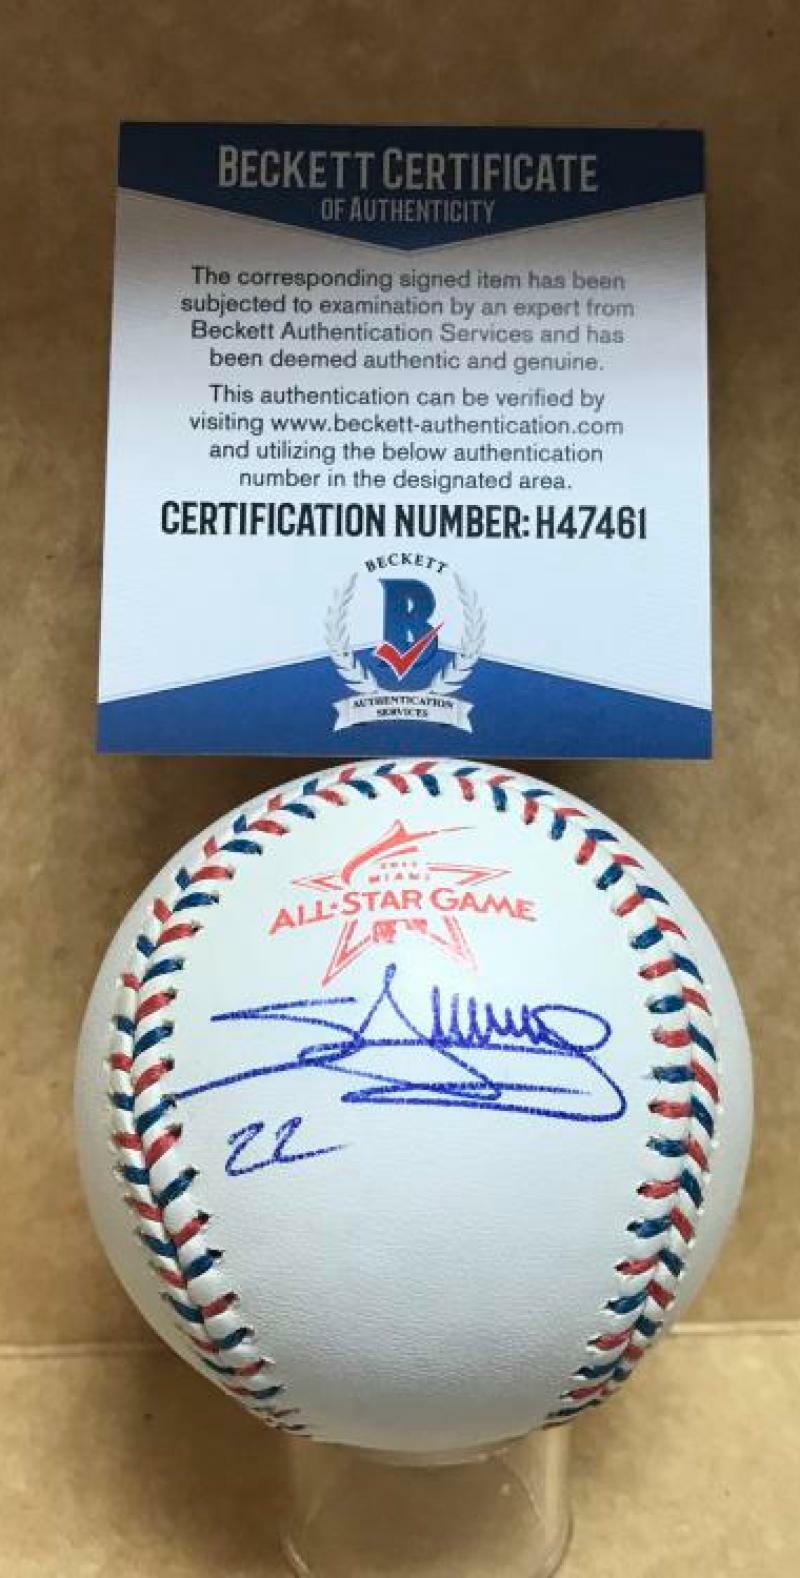 BECKETT CERTIFICATE
OF AUTHENTICITY
The corresponding signed item has been
subjected to examination by an expert from
Beckett Authentication Services and has
been deemed authentic and genuine.
This authentication can be verified by
visiting www.beckett-authentication.com
and utilizing the below authentication
number in the designated area.
CERTIFICATION NUMBER: H47461
BECKETT
B
AUTHENTICATION
SERVICES
2017
MIAMI
ALL-STAR GAME
22